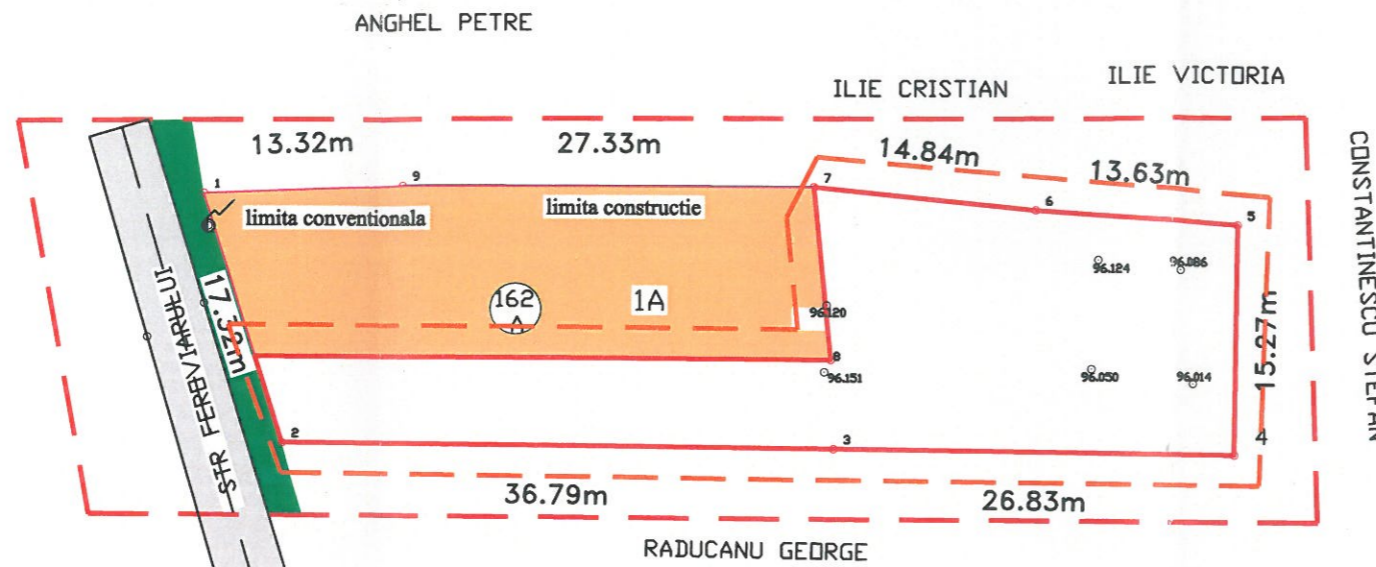 ANGHEL PETRE
ILIE VICTORIA
ILIE CRISTIAN
CONSTANTINESCU STEFAN
13.32m
27.33m
14.84m
13.63m
1
9
7
6
5
limita conventionala
limita constructie
STR FEROVIARULUI
17.32m
162
A
1A
96.124
96.086
96.120
15.27m
8
96.151
96.050
96.014
2
3
4
36.79m
26.83m
RADUCANU GEORGE